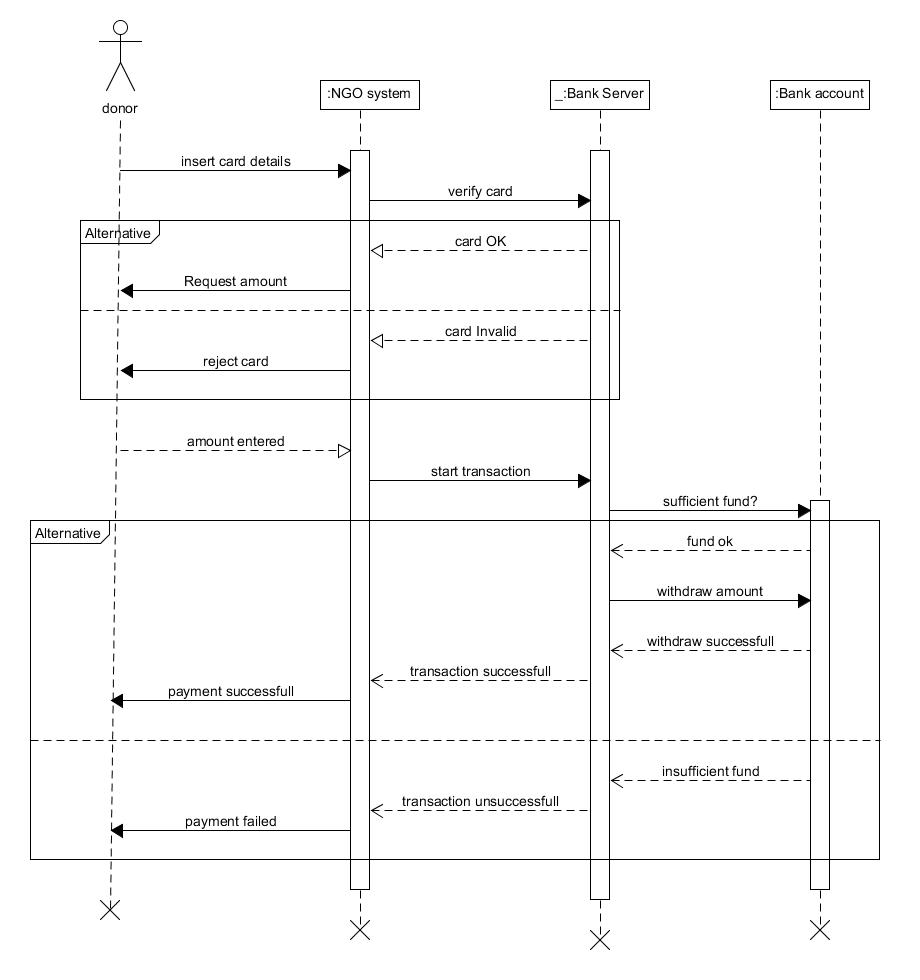 donor
:NGO system
_:Bank Server
:Bank account
insert card details
verify card
Alternative
card OK
Request amount
card Invalid
reject card
amount entered
start transaction
sufficient fund?
Alternative
fund ok
withdraw amount
withdraw successfull
transaction successfull
payment successfull
insufficient fund
transaction unsuccessfull
payment failed